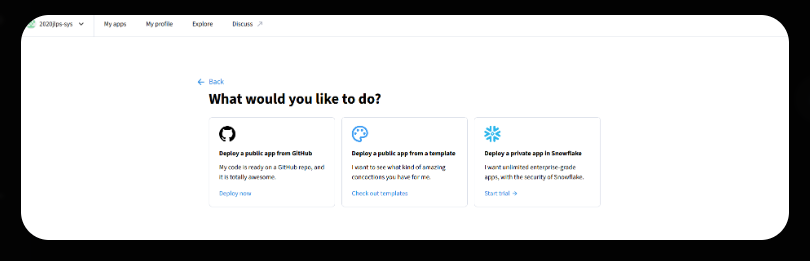 2020jlps-sys My apps My profile Explore Discuss ↗
← Back
What would you like to do?
Deploy a public app from GitHub
My code is ready on a GitHub repo, and
it is totally awesome.
Deploy now
Deploy a public app from a template
I want to see what kind of amazing
concoctions you have for me.
Check out templates
Deploy a private app in Snowflake
I want unlimited enterprise-grade
apps, with the security of Snowflake.
Start trial →